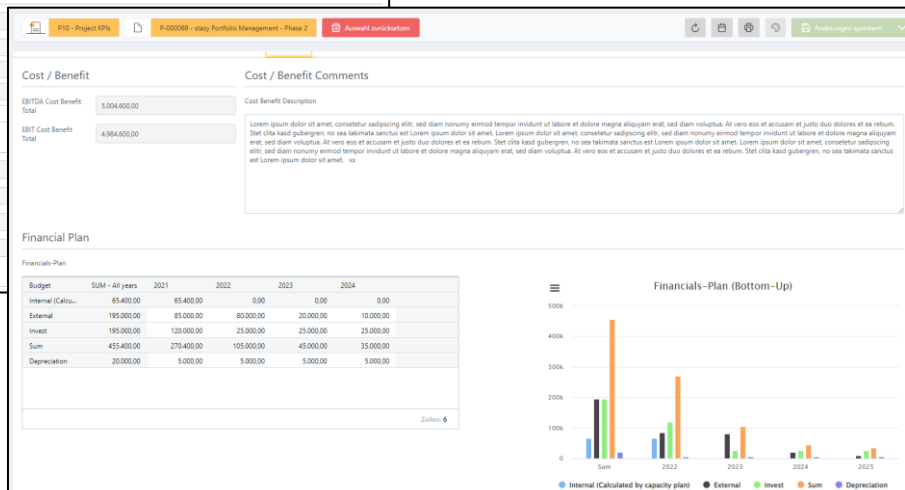 P10 - Project KPIs
P-000069 - stazy Portfolio Management - Phase 2
Auswahl zurücksetzen
Änderungen speichern
Cost / Benefit
Cost / Benefit Comments
EBITDA Cost Benefit Total
5.004.600,00
EBIT Cost Benefit Total
4.984.600,00
Cost Benefit Description
Lorem ipsum dolor sit amet, consetetur sadipscing elitr, sed diam nonumy eirmod tempor invidunt ut labore et dolore magna aliquyam erat, sed diam voluptua. At vero eos et accusam et justo duo dolores et ea rebum.
Stet clita kasd gubergren, no sea takimata sanctus est Lorem ipsum dolor sit amet. Lorem ipsum dolor sit amet, consetetur sadipscing elitr, sed diam nonumy eirmod tempor invidunt ut labore et dolore magna aliquyam
erat, sed diam voluptua. At vero eos et accusam et justo duo dolores et ea rebum. Stet clita kasd gubergren, no sea takimata sanctus est Lorem ipsum dolor sit amet. Lorem ipsum dolor sit amet, consetetur sadipscing
elitr, sed diam nonumy eirmod tempor invidunt ut labore et dolore magna aliquyam erat, sed diam voluptua. At vero eos et accusam et justo duo dolores et ea rebum. Stet clita kasd gubergren, no sea takimata sanctus
est Lorem ipsum dolor sit amet. xx
Financial Plan
Financials-Plan
Budget SUM - All years 2021 2022 2023 2024
Internal (Calcu... 65.400,00 65.400,00 0,00 0,00 0,00
External 195.000,00 85.000,00 80.000,00 20.000,00 10.000,00
Invest 195.000,00 120.000,00 25.000,00 25.000,00 25.000,00
Sum 455.400,00 270.400,00 105.000,00 45.000,00 35.000,00
Depreciation 20.000,00 5.000,00 5.000,00 5.000,00 5.000,00
Zeilen: 6
Financials-Plan (Bottom-Up)
500k
400k
300k
200k
100k
0
Sum 2022 2023 2024 2025
Internal (Calculated by capacity plan) External Invest Sum Depreciation